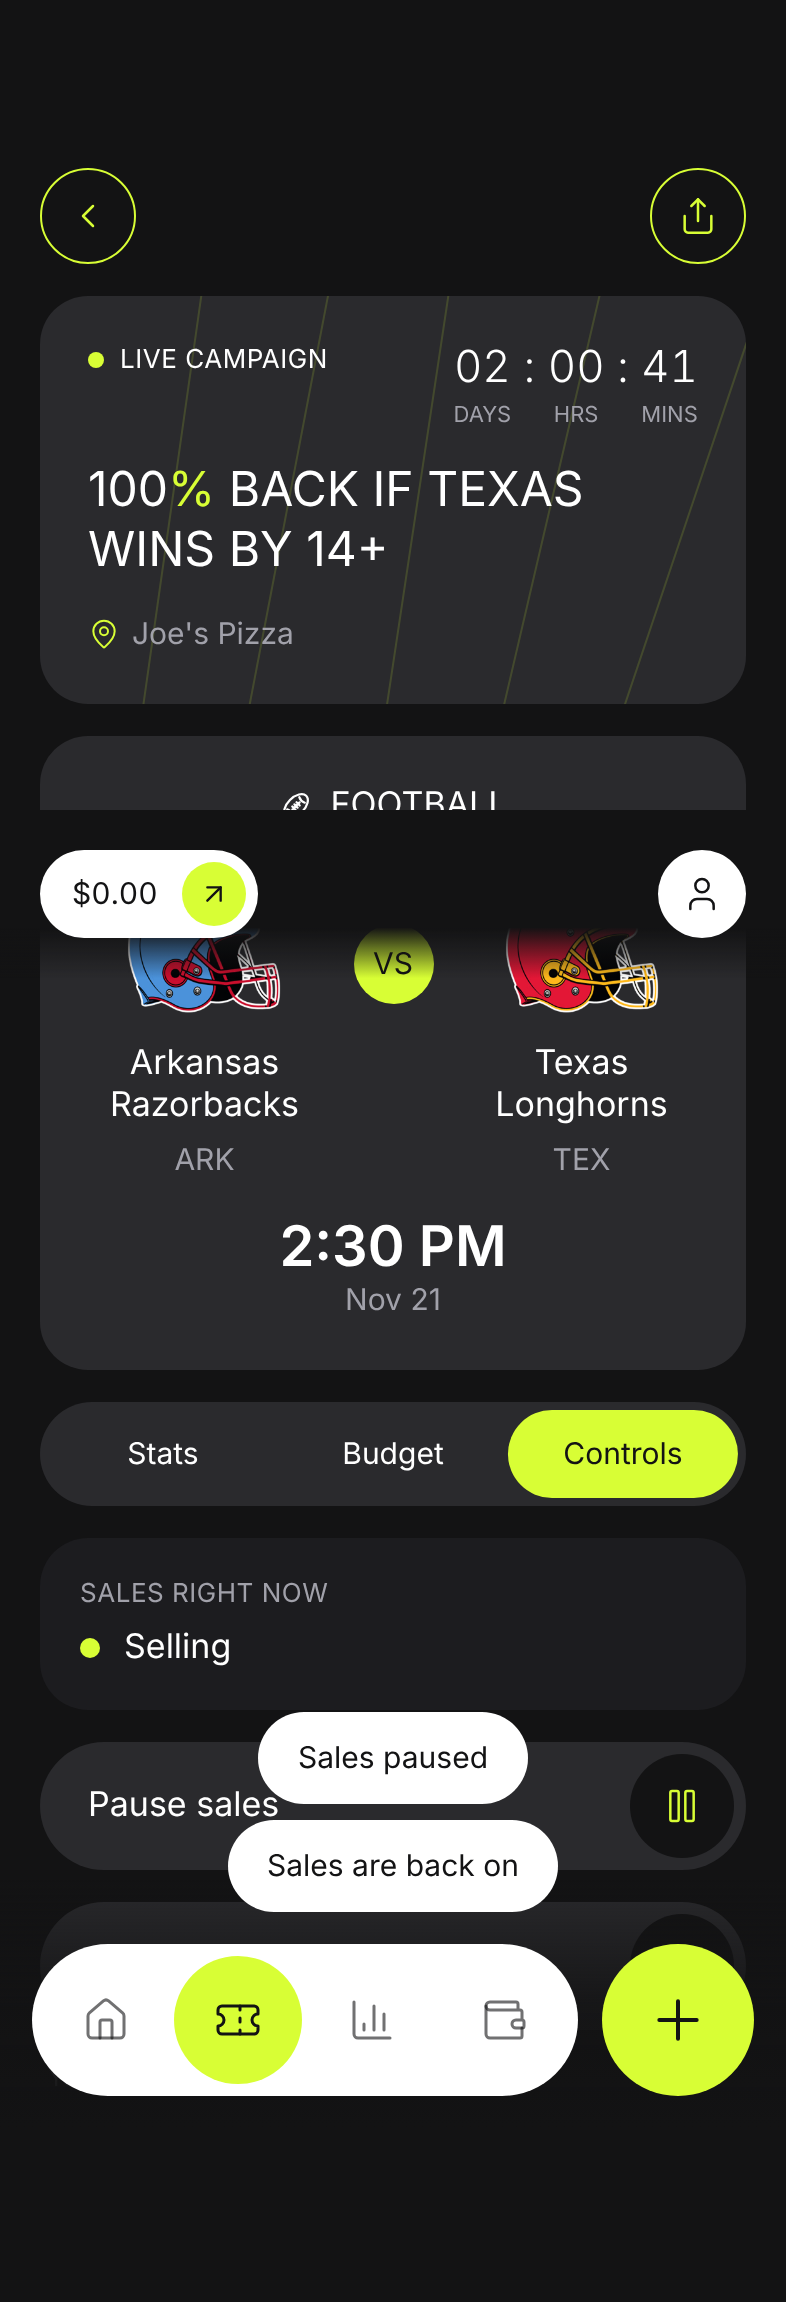 LIVE CAMPAIGN
02 : 00 : 41
DAYS HRS MINS
100% BACK IF TEXAS
WINS BY 14+
Joe's Pizza
FOOTBALL
$0.00
VS
Arkansas
Razorbacks
ARK
Texas
Longhorns
TEX
2:30 PM
Nov 21
Stats
Budget
Controls
SALES RIGHT NOW
Selling
Sales paused
Pause sales
Sales are back on